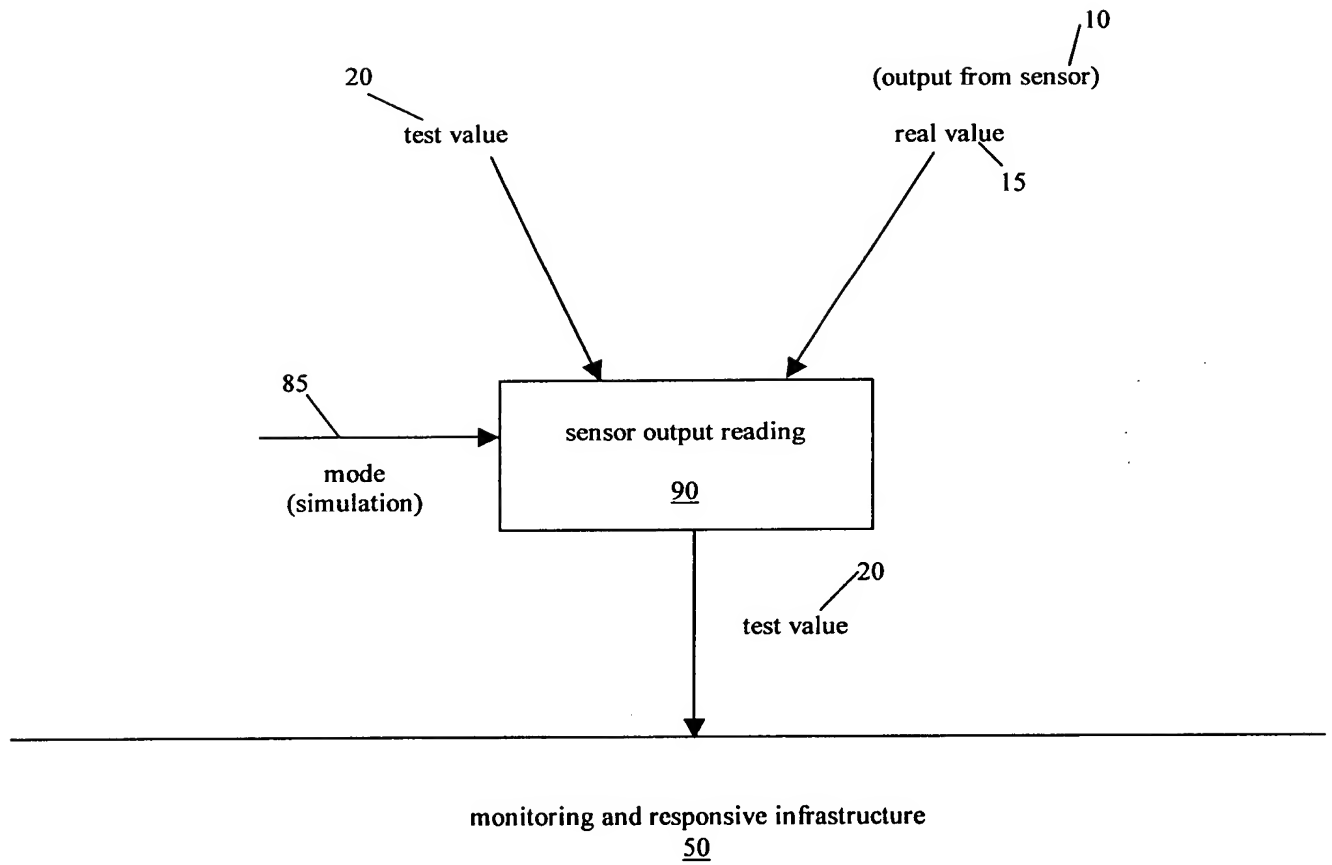 10
20
(output from sensor)
test value
real value
15
85
sensor output reading
mode
(simulation)
90
20
test value
monitoring and responsive infrastructure
50